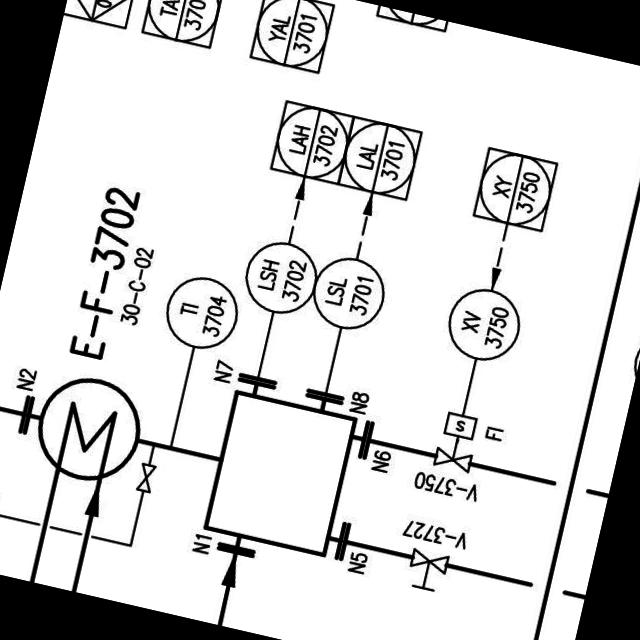 TA
370
YAL
3701
LAH
3702
LAL
3701
XY
3750
E-F-3702
30-C-02
TI
3704
LSH
3702
LSL
3701
XV
3750
N2
N7
N8
S
FI
N6
V-3750
N1
N5
V-3727